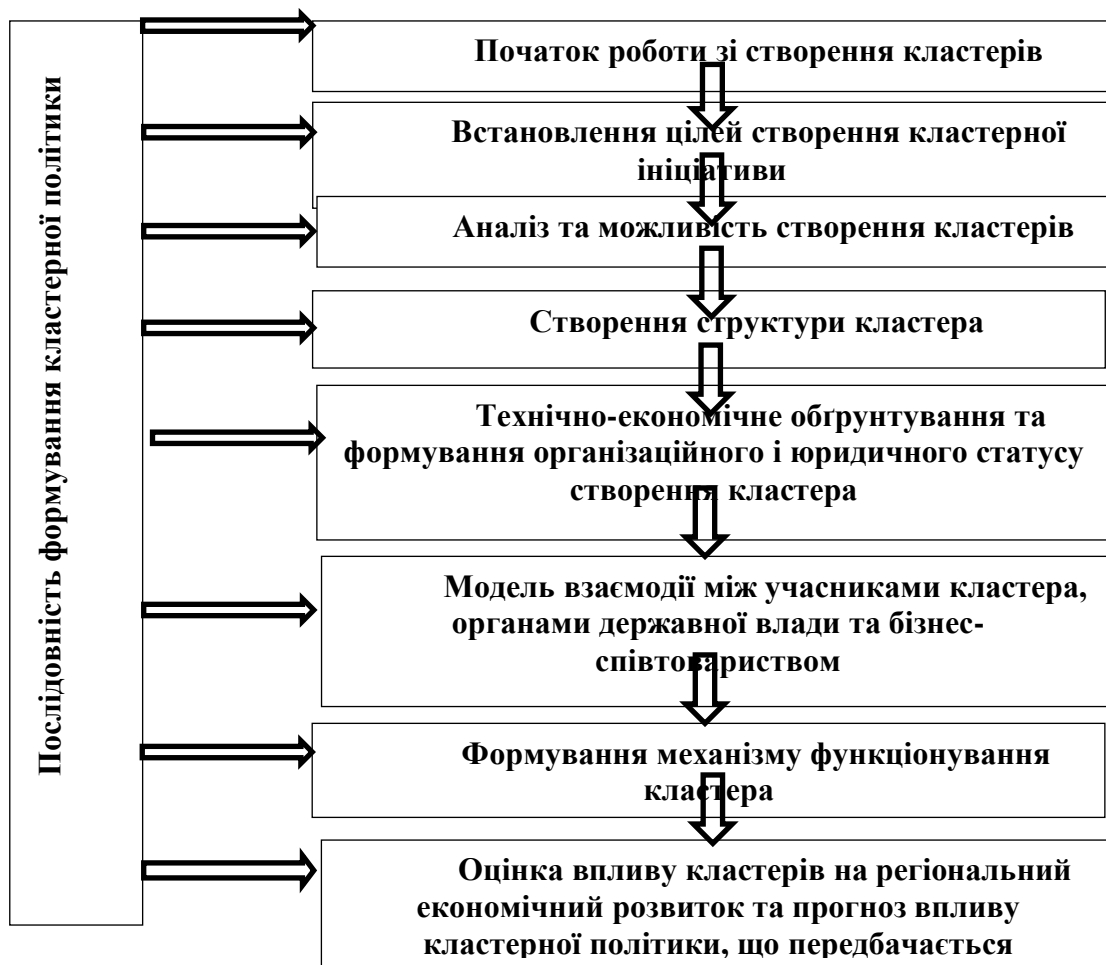 Послідовність формування кластерної політики
Початок роботи зі створення кластерів
Встановлення цілей створення кластерної
ініціативи
Аналіз та можливість створення кластерів
Створення структури кластера
Технічно-економічне обґрунтування та
формування організаційного і юридичного статусу
створення кластера
Модель взаємодії між учасниками кластера,
органами державної влади та бізнес-
співтовариством
Формування механізму функціонування
кластера
Оцінка впливу кластерів на регіональний
економічний розвиток та прогноз впливу
кластерної політики, що передбачається